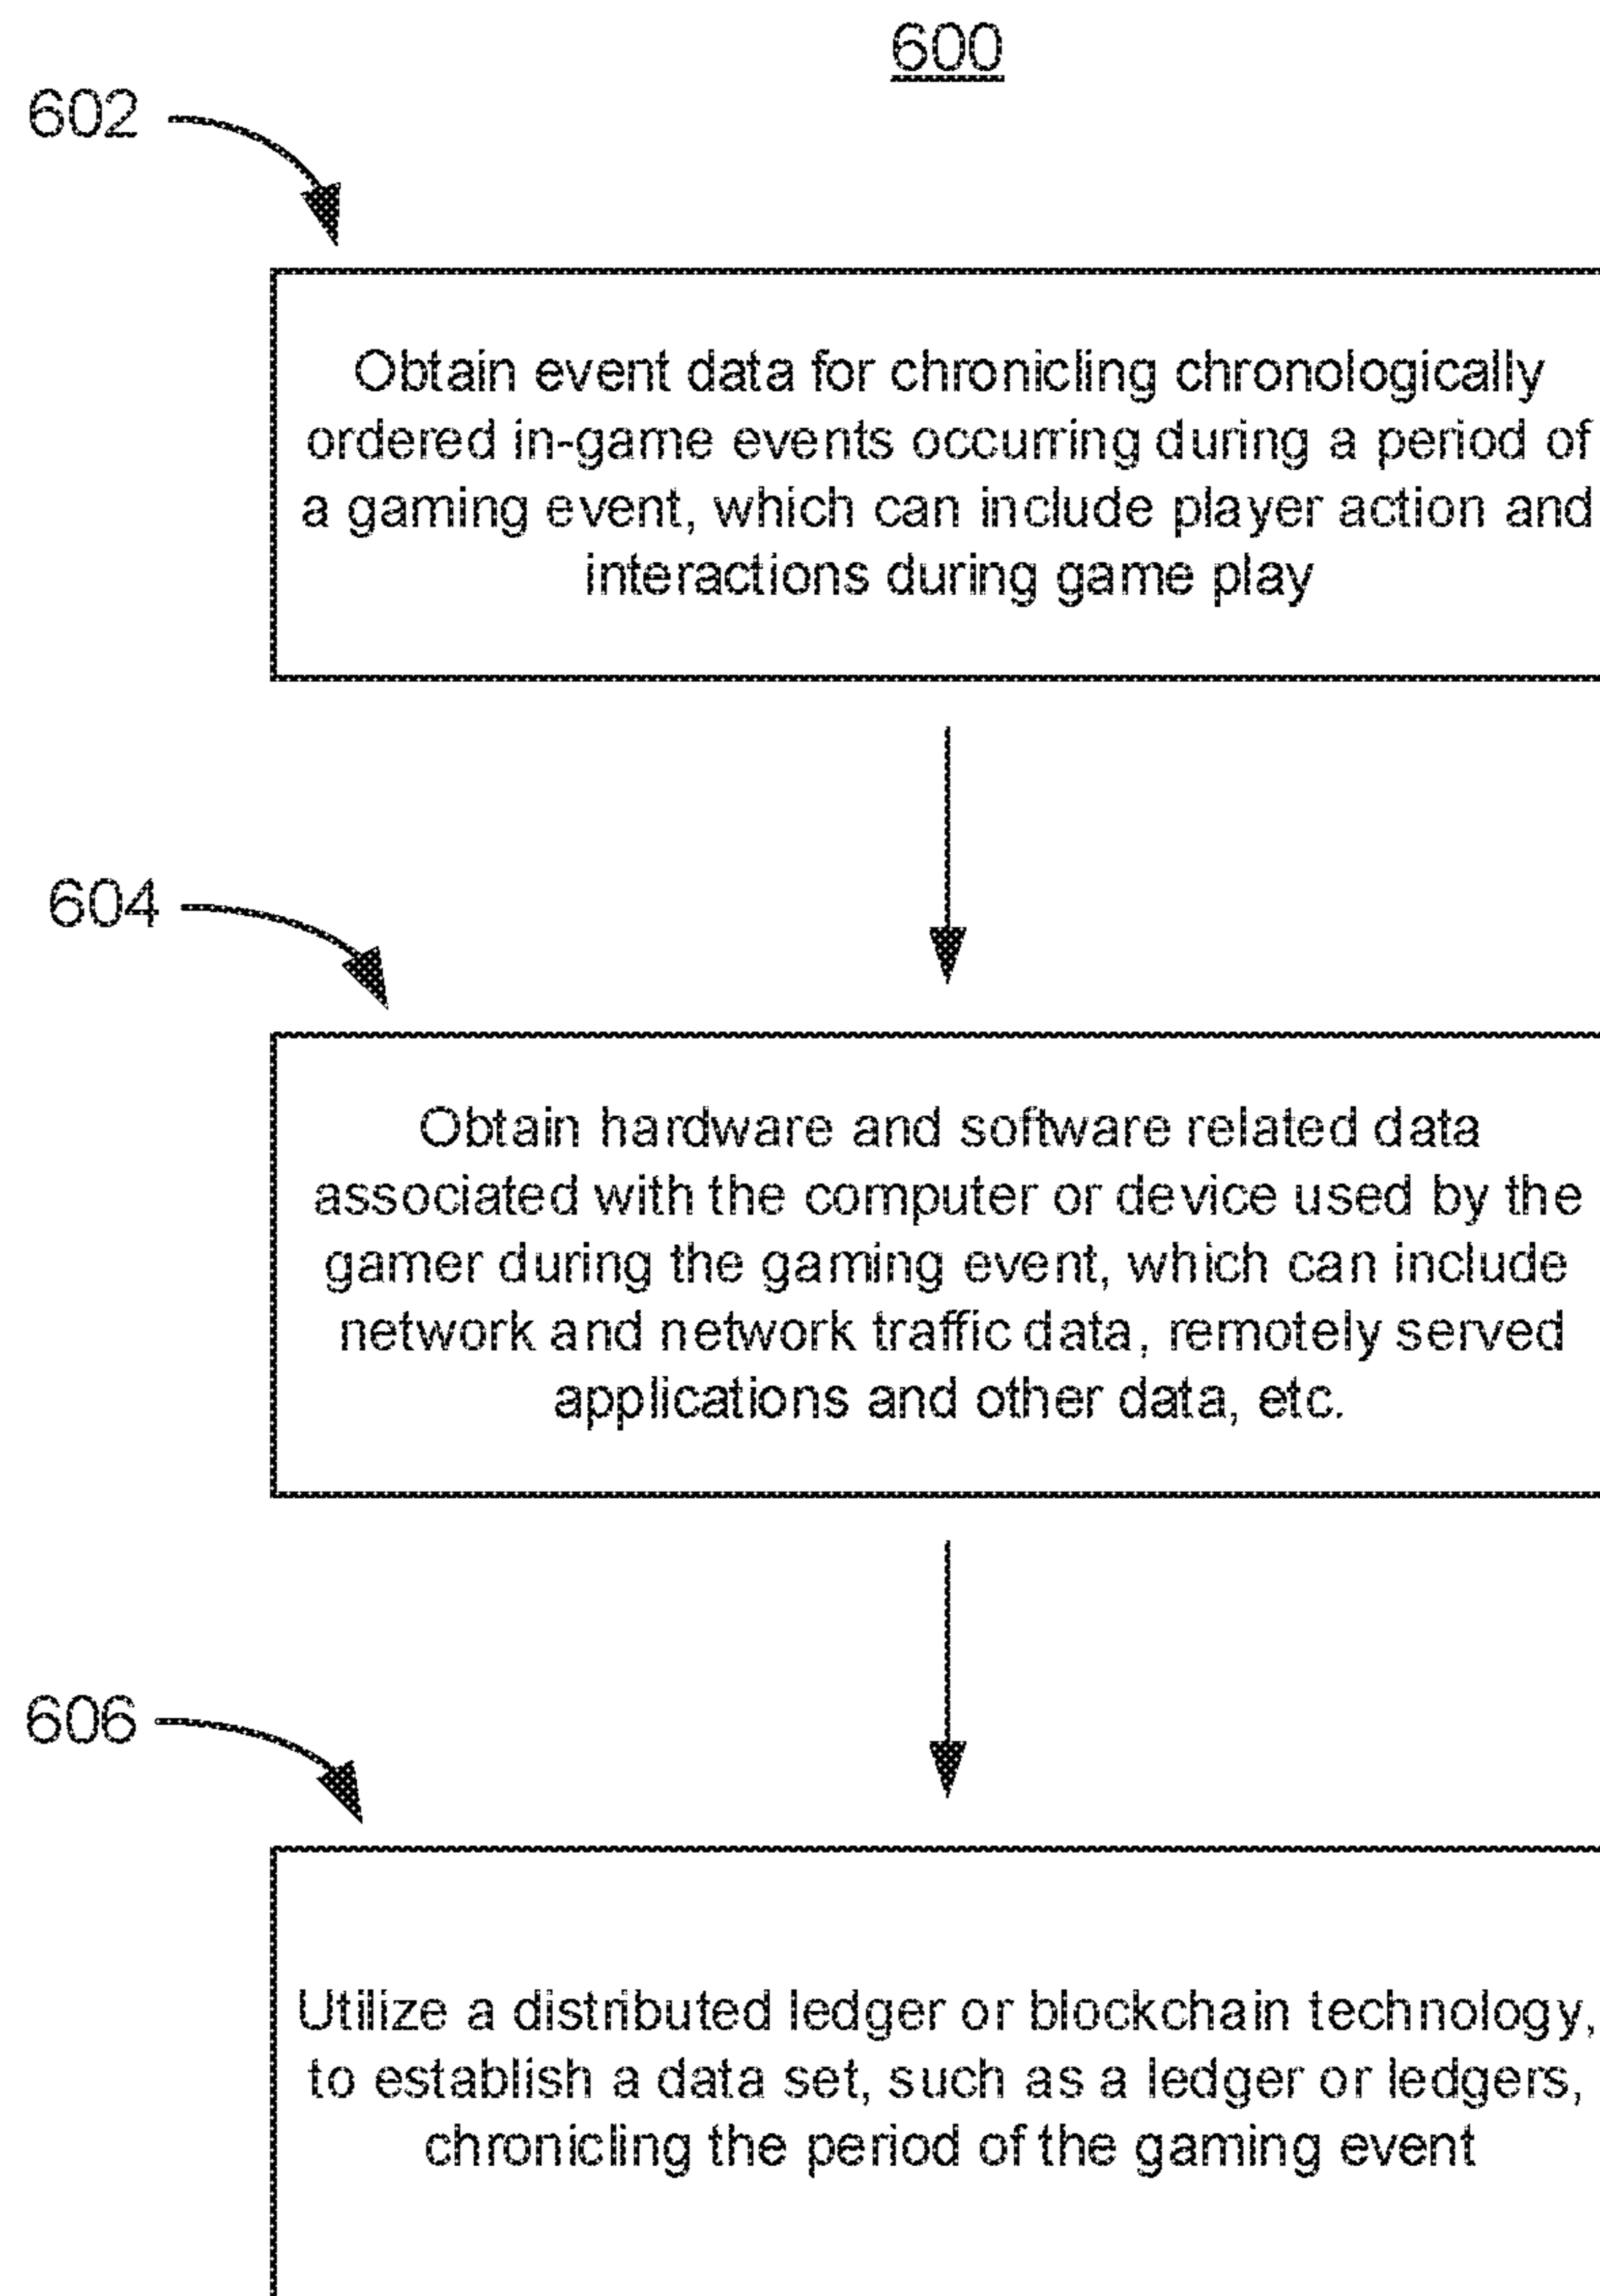 600
602
Obtain event data for chronicling chronologically
ordered in-game events occurring during a period of
a gaming event, which can include player action and
interactions during game play
604
Obtain hardware and software related data
associated with the computer or device used by the
gamer during the gaming event, which can include
network and network traffic data, remotely served
applications and other data, etc.
606
Utilize a distributed ledger or blockchain technology,
to establish a data set, such as a ledger or ledgers,
chronicling the period of the gaming event